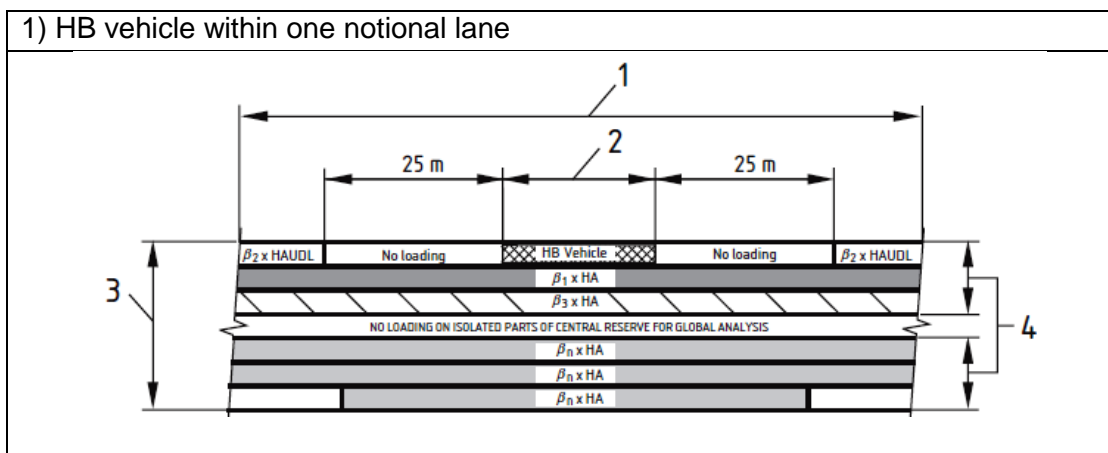 1) HB vehicle within one notional lane
1
2
25 m
25 m
β₂ x HAUDL
No loading
HB Vehicle
No loading
β₂ x HAUDL
β₁ x HA
3
β₃ x HA
NO LOADING ON ISOLATED PARTS OF CENTRAL RESERVE FOR GLOBAL ANALYSIS
4
βₙ x HA
βₙ x HA
βₙ x HA